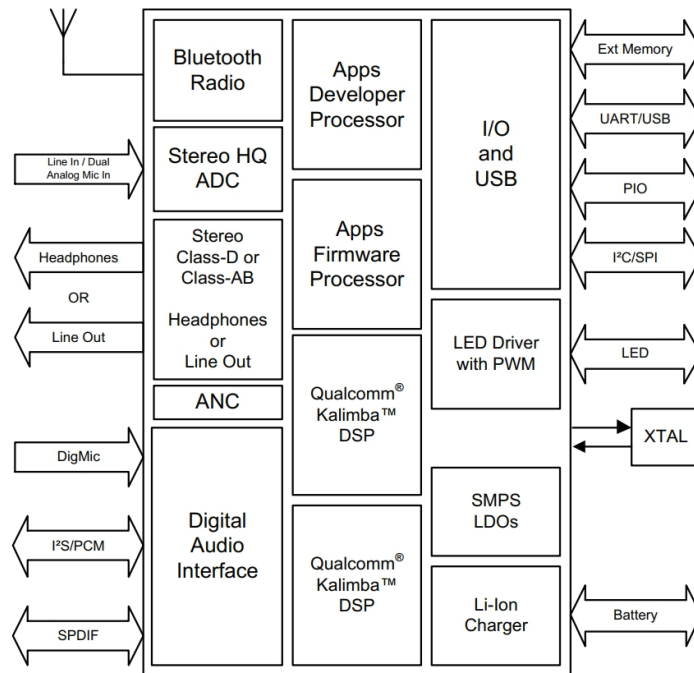 Bluetooth
Radio
Apps
Developer
Processor
I/O
and
USB
Ext Memory
UART/USB
PIO
I²C/SPI
Line In / Dual
Analog Mic In
Stereo HQ
ADC
Apps
Firmware
Processor
Headphones
OR
Line Out
Stereo
Class-D or
Class-AB
Headphones
or
Line Out
LED Driver
with PWM
LED
ANC
Qualcomm®
Kalimba™
DSP
XTAL
DigMic
I²S/PCM
SPDIF
Digital
Audio
Interface
SMPS
LDOs
Qualcomm®
Kalimba™
DSP
Li-Ion
Charger
Battery